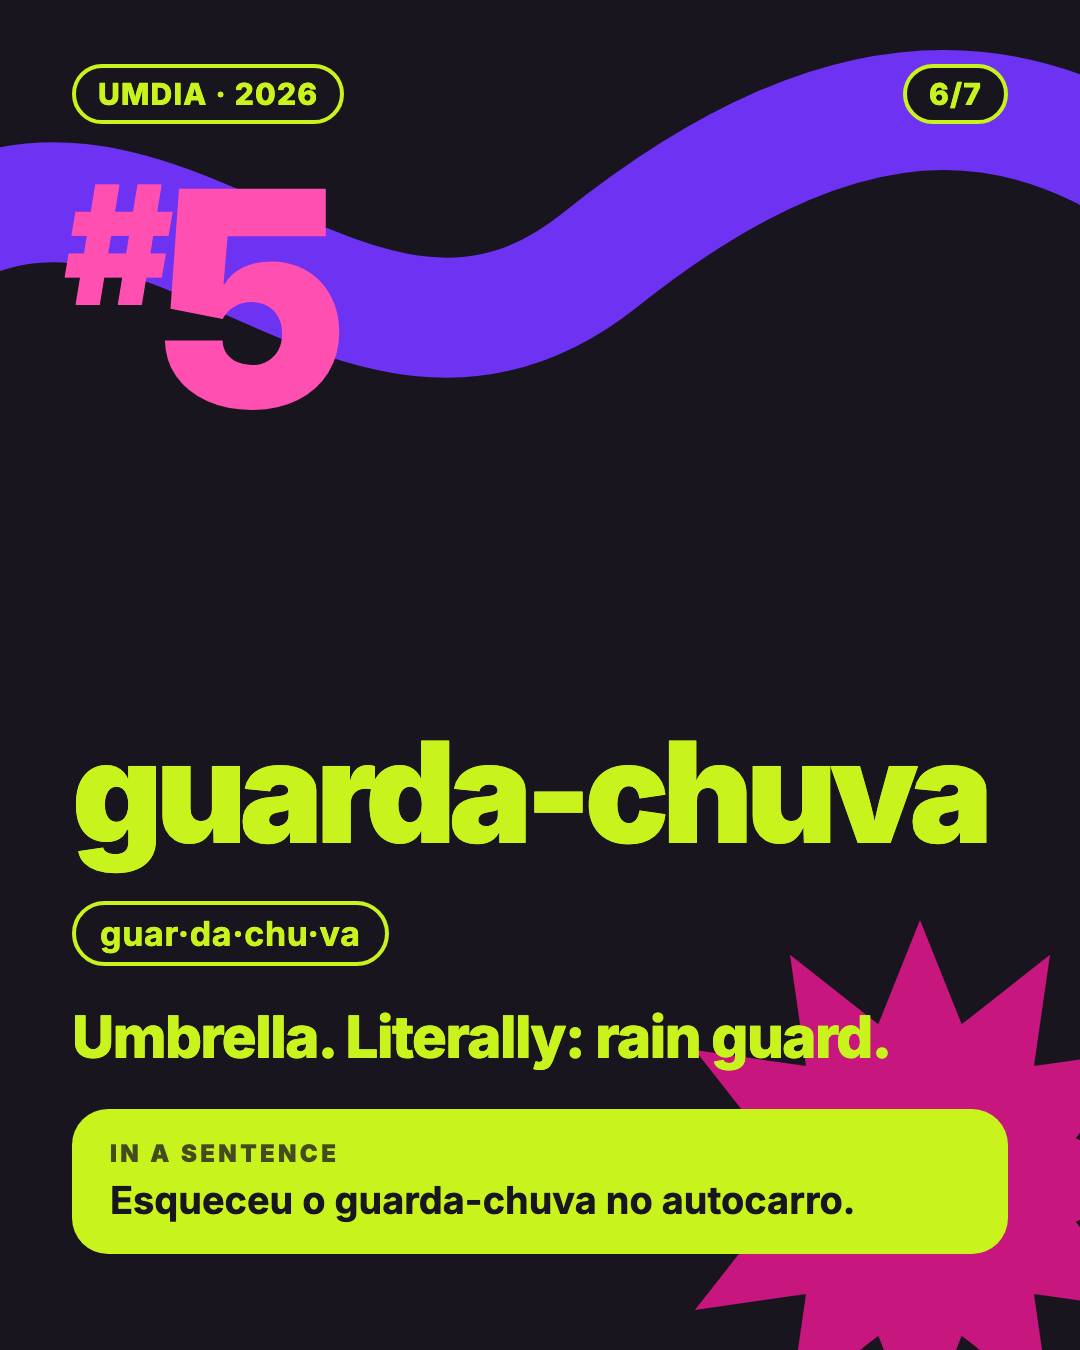 UMDIA · 2026
6/7
#5
guarda-chuva
guar·da·chu·va
Umbrella. Literally: rain guard.
IN A SENTENCE
Esqueceu o guarda-chuva no autocarro.